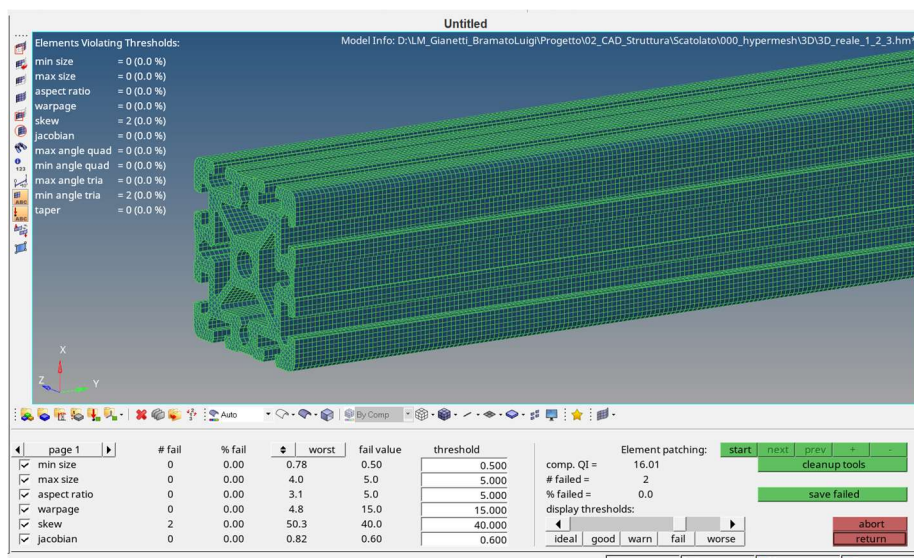 Untitled
Elements Violating Thresholds:
Model Info: D:\LM_Gianetti_BramatoLuigi\Progetto\02_CAD_Struttura\Scatolato\000_hypermesh\3D\3D_reale_1_2_3.hm*
min size = 0 (0.0 %)
max size = 0 (0.0 %)
aspect ratio = 0 (0.0 %)
warpage = 0 (0.0 %)
skew = 2 (0.0 %)
jacobian = 0 (0.0 %)
max angle quad = 0 (0.0 %)
min angle quad = 0 (0.0 %)
max angle tria = 0 (0.0 %)
min angle tria = 2 (0.0 %)
taper = 0 (0.0 %)
123
ABC
ABC
X
Z
Y
Auto
By Comp
page 1 # fail % fail worst fail value threshold
min size 0 0.00 0.78 0.50 0.500
max size 0 0.00 4.0 5.0 5.000
aspect ratio 0 0.00 3.1 5.0 5.000
warpage 0 0.00 4.8 15.0 15.000
skew 2 0.00 50.3 40.0 40.000
jacobian 0 0.00 0.82 0.60 0.600
Element patching: start next prev + -
comp. QI = 16.01 cleanup tools
# failed = 2
% failed = 0.0 save failed
display thresholds:
abort
ideal good warn fail worse return